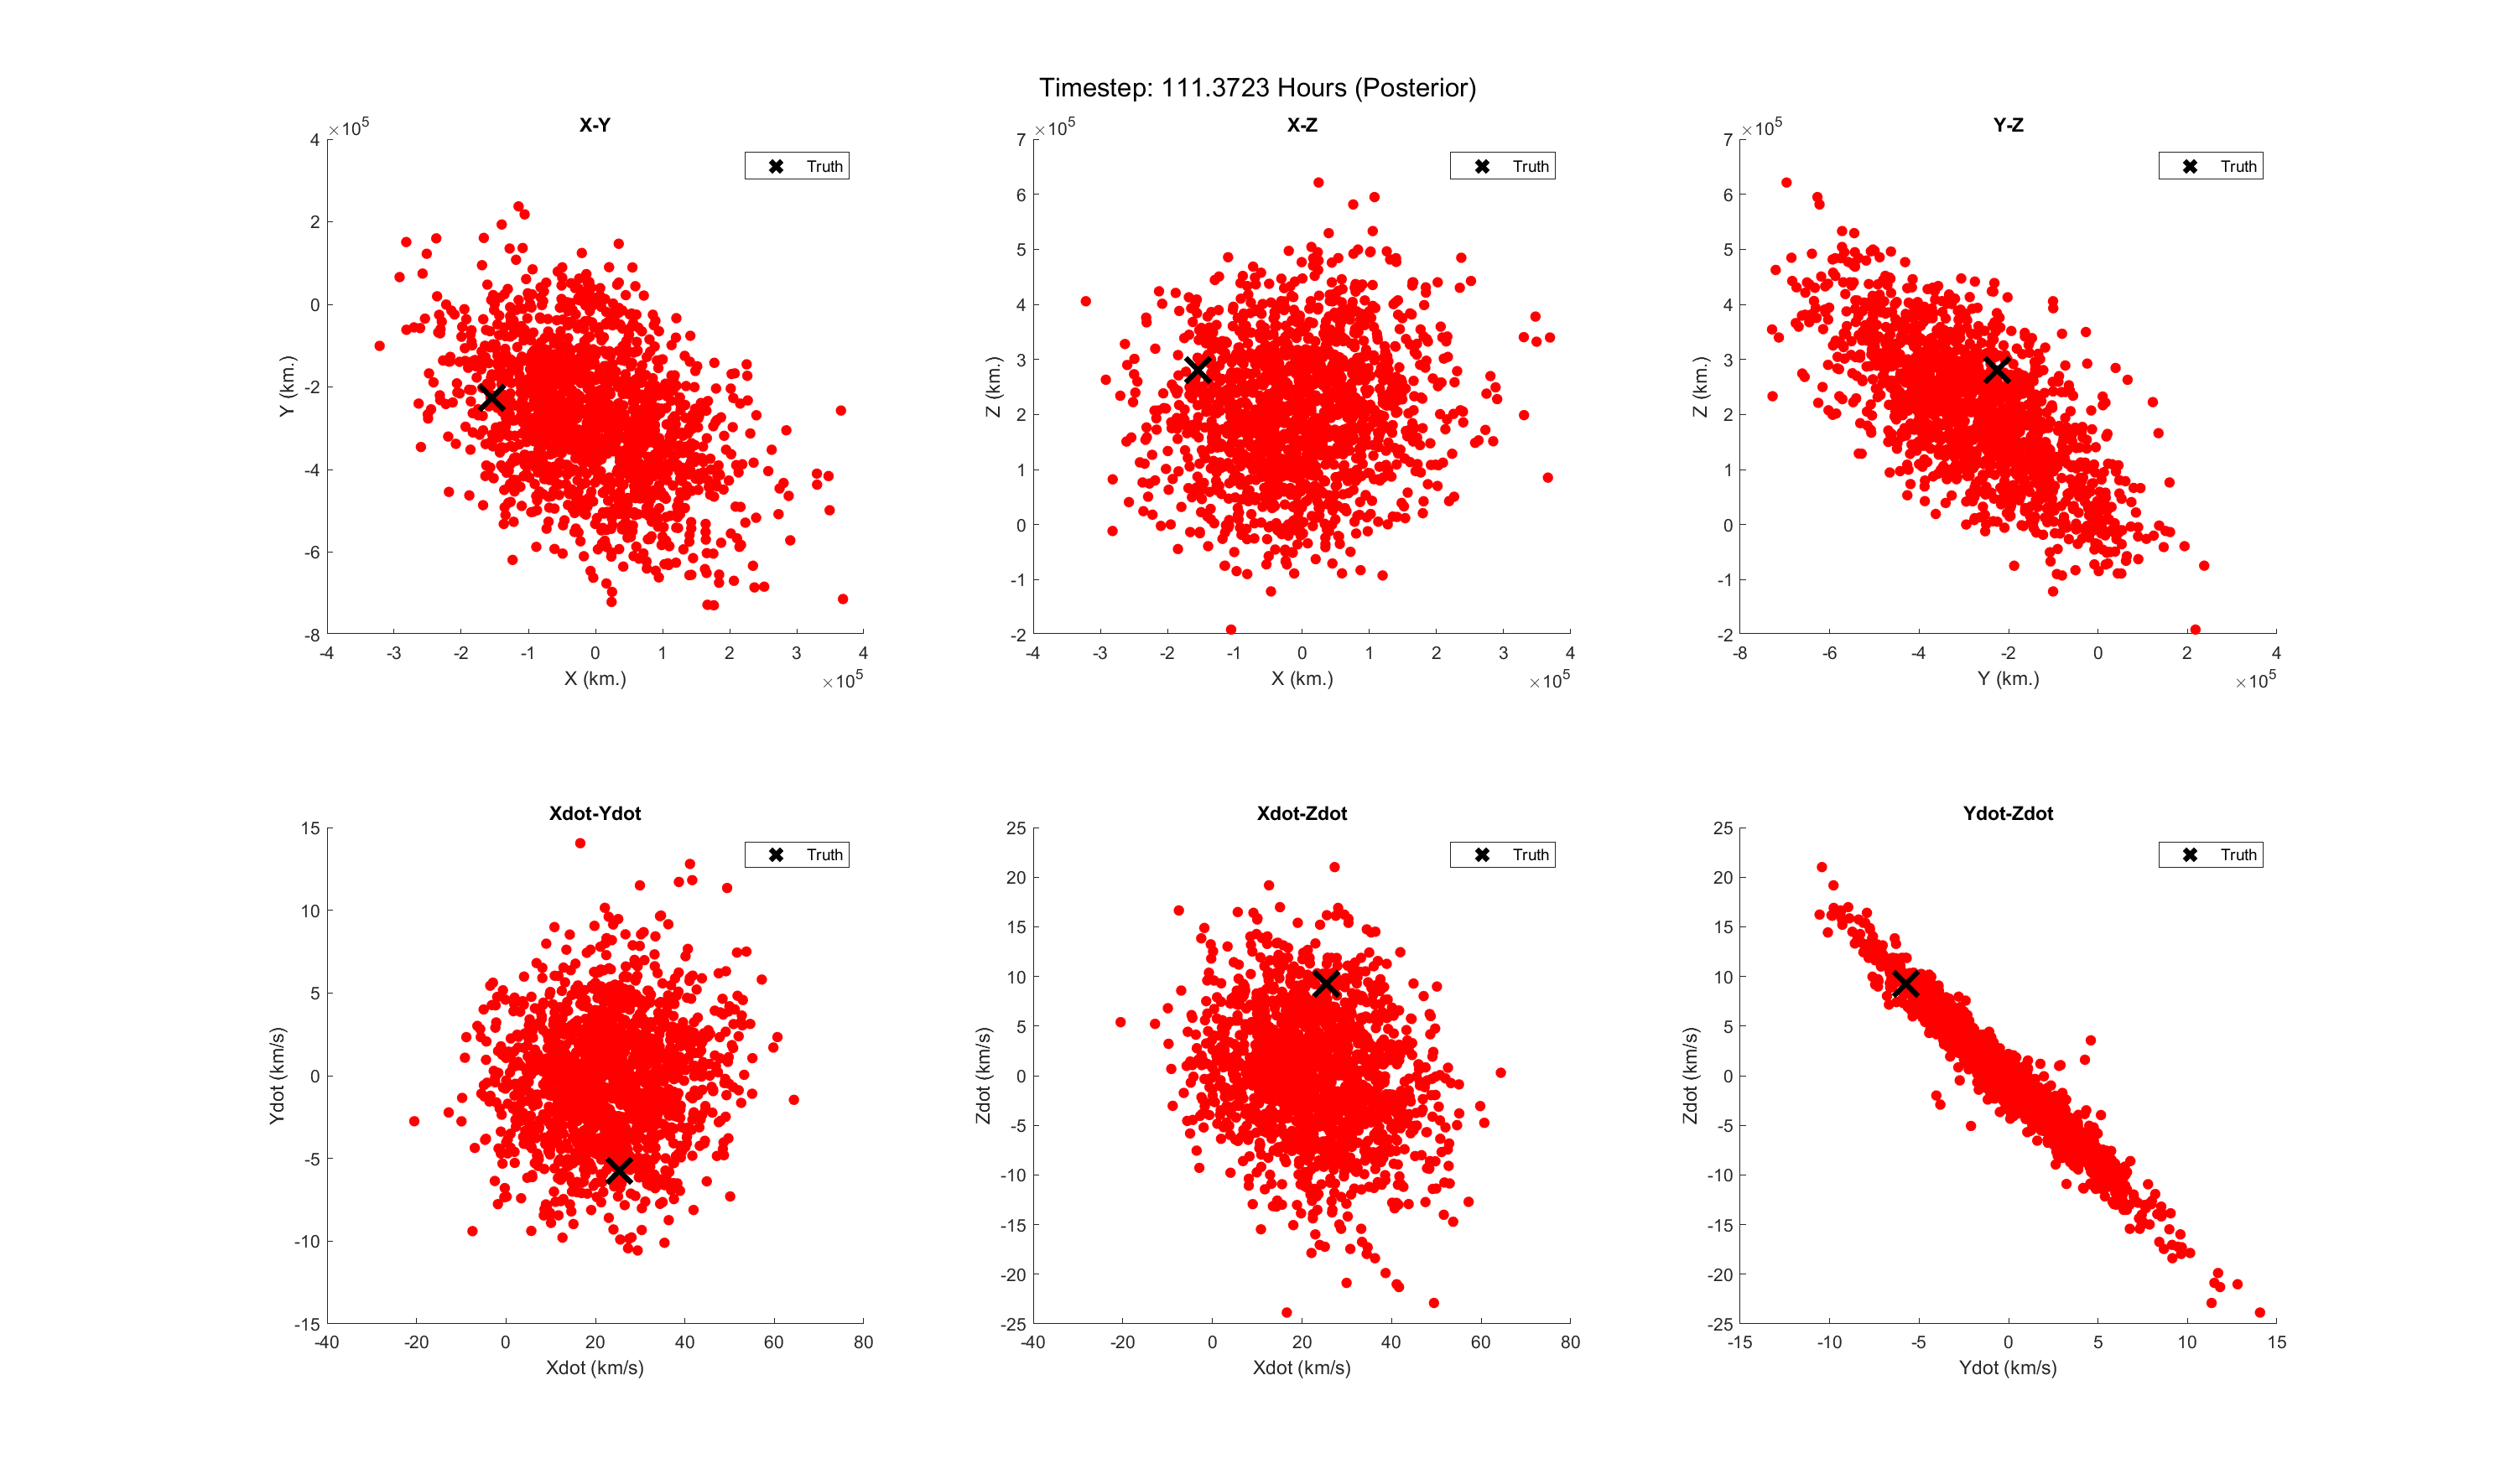 Timestep: 111.3723 Hours (Posterior)
X-Y
×10^5
4
2
0
-2
-4
-6
-8
Y (km.)
Truth
-4 -3 -2 -1 0 1 2 3 4
X (km.)
×10^5
X-Z
×10^5
7
6
5
4
3
2
1
0
-1
-2
Z (km.)
Truth
-4 -3 -2 -1 0 1 2 3 4
X (km.)
×10^5
Y-Z
×10^5
7
6
5
4
3
2
1
0
-1
-2
Z (km.)
Truth
-8 -6 -4 -2 0 2 4
Y (km.)
×10^5
Xdot-Ydot
15
10
5
0
-5
-10
-15
Ydot (km/s)
Truth
-40 -20 0 20 40 60 80
Xdot (km/s)
Xdot-Zdot
25
20
15
10
5
0
-5
-10
-15
-20
-25
Zdot (km/s)
Truth
-40 -20 0 20 40 60 80
Xdot (km/s)
Ydot-Zdot
25
20
15
10
5
0
-5
-10
-15
-20
-25
Zdot (km/s)
Truth
-15 -10 -5 0 5 10 15
Ydot (km/s)